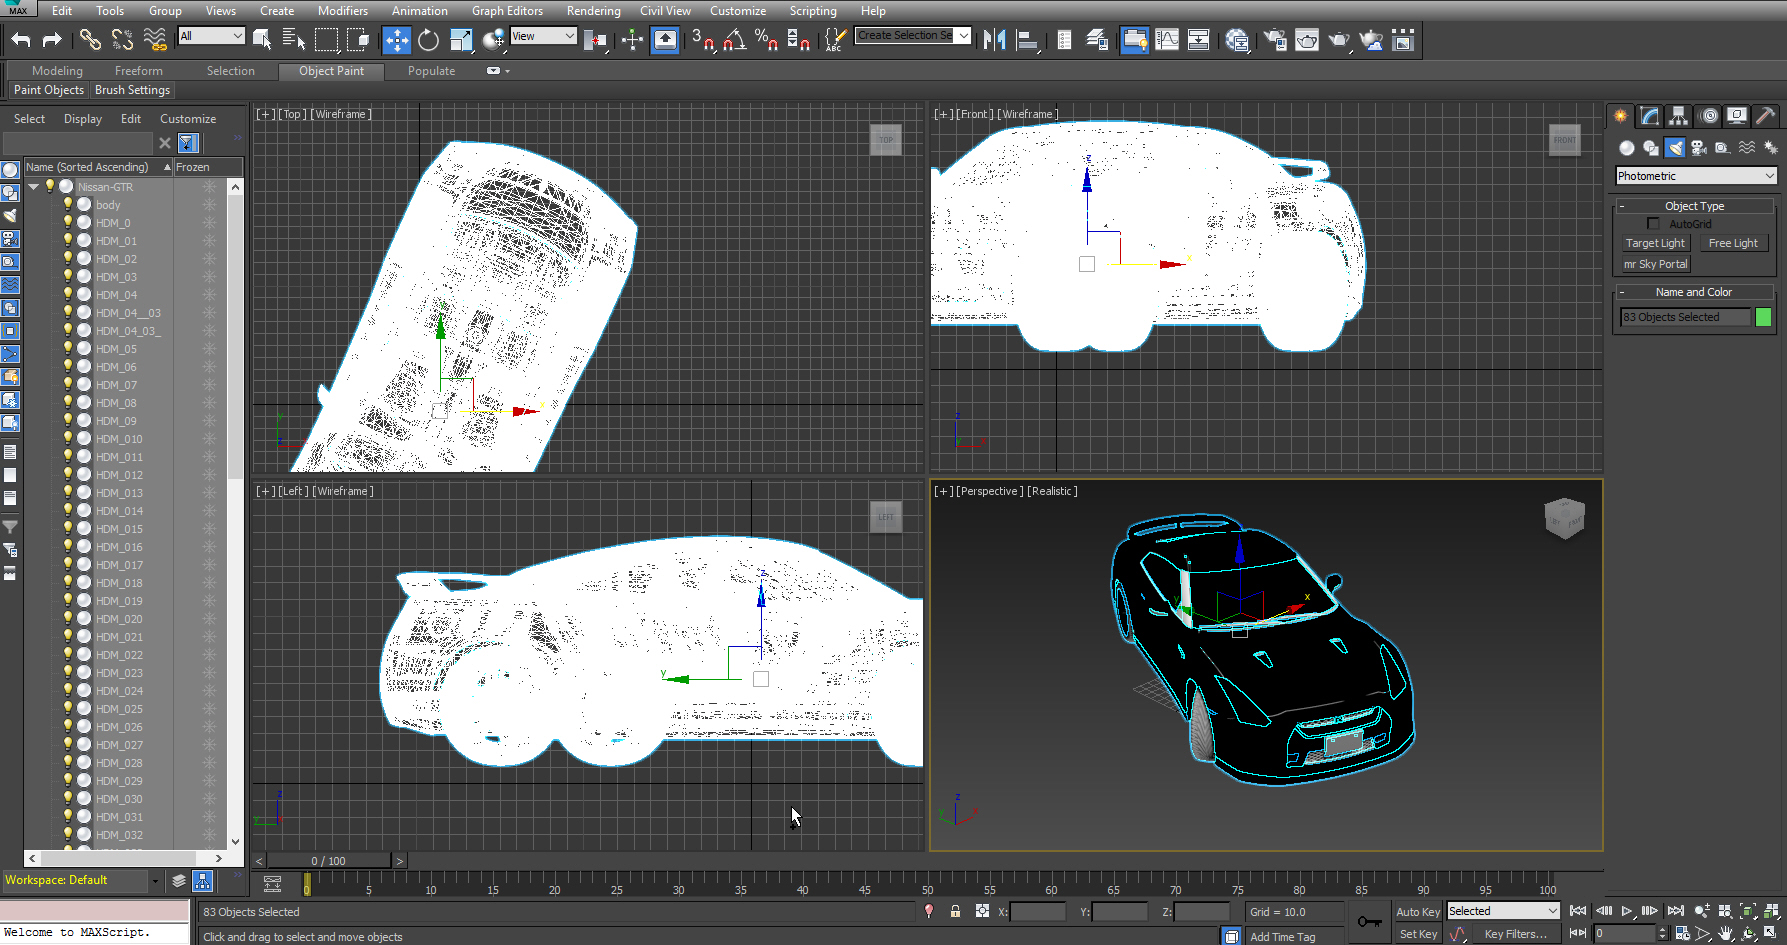 MAX Edit Tools Group Views Create Modifiers Animation Graph Editors Rendering Civil View Customize Scripting Help
All View 3 % ABC Create Selection Se
Modeling Freeform Selection Object Paint Populate
Paint Objects Brush Settings
Select Display Edit Customize
Name (Sorted Ascending) Frozen
Nissan-GTR
body
HDM_0
HDM_01
HDM_02
HDM_03
HDM_04
HDM_04__03
HDM_04_03_
HDM_05
HDM_06
HDM_07
HDM_08
HDM_09
HDM_010
HDM_011
HDM_012
HDM_013
HDM_014
HDM_015
HDM_016
HDM_017
HDM_018
HDM_019
HDM_020
HDM_021
HDM_022
HDM_023
HDM_024
HDM_025
HDM_026
HDM_027
HDM_028
HDM_029
HDM_030
HDM_031
HDM_032
Workspace: Default
[+] [Top] [Wireframe]
TOP
y
z
[+] [Front] [Wireframe]
FRONT
z
z
[+] [Left] [Wireframe]
LEFT
z
y
z
y
[+] [Perspective] [Realistic]
x
z
y x
Photometric
- Object Type
AutoGrid
Target Light Free Light
mr Sky Portal
- Name and Color
83 Objects Selected
< 0 / 100 >
0 5 10 15 20 25 30 35 40 45 50 55 60 65 70 75 80 85 90 95 100
83 Objects Selected X: Y: Z: Grid = 10.0 Auto Key Selected
Welcome to MAXScript. Click and drag to select and move objects Add Time Tag Set Key Key Filters... 0